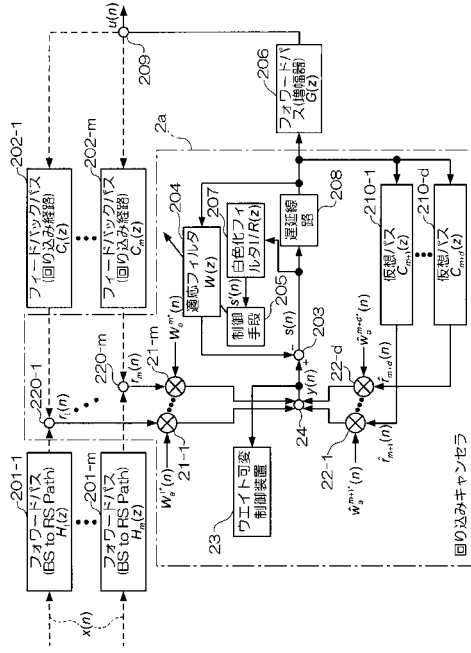 201-1
フォワードパス
(BS to RS Path)
H₁(z)
201-m
フォワードパス
(BS to RS Path)
Hₘ(z)
x(n)
202-1
フィードバックパス
(回り込み経路)
C₁(z)
202-m
フィードバックパス
(回り込み経路)
Cₘ(z)
u(n)
209
220-1
r₁(n)
220-m
rₘ(n)
2a
204
適応フィルタ
W(z)
207
白色化フィ
ルタ1/R(z)
s'(n)
205
制御
手段
206
フォワードパ
ス(増幅器)
G(z)
208
遅延線
路
21-1
21-m
s(n)
203
y(n)
24
23
ウエイト可変
制御装置
22-1
22-d
210-1
仮想パス
Cₘ₊₁(z)
210-d
仮想パス
Cₘ₊d(z)
回り込みキャンセラ